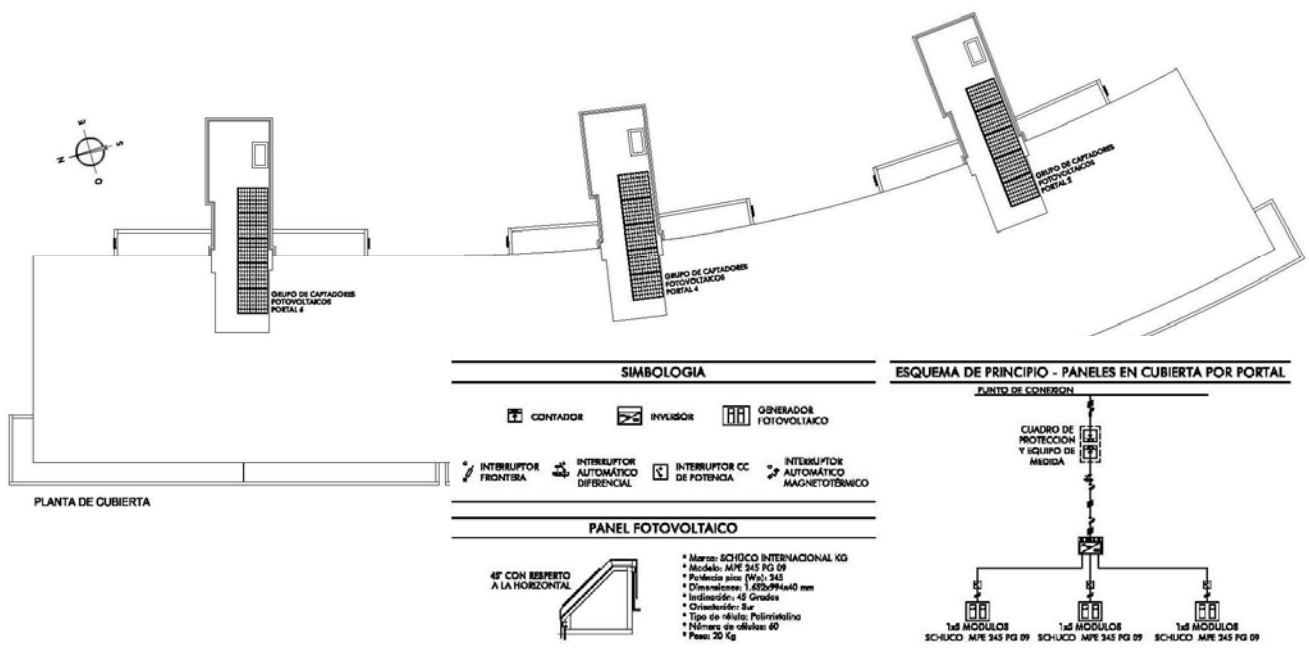 E
N
S
O
GRUPO DE CAPTADORES
FOTOVOLTAICOS
PORTAL 6
GRUPO DE CAPTADORES
FOTOVOLTAICOS
PORTAL 4
GRUPO DE CAPTADORES
FOTOVOLTAICOS
PORTAL 2
PLANTA DE CUBIERTA
SIMBOLOGIA
CONTADOR
INVERSOR
GENERADOR
FOTOVOLTAICO
INTERRUPTOR
FRONTERA
INTERRUPTOR
AUTOMÁTICO
DIFERENCIAL
INTERRUPTOR CC
DE POTENCIA
INTERRUPTOR
AUTOMÁTICO
MAGNETOTÉRMICO
PANEL FOTOVOLTAICO
45° CON RESPERTO
A LA HORIZONTAL
* Marca: SCHÜCO INTERNACIONAL KG
* Modelo: MPE 245 PG 09
* Poténcia pico (Wp): 245
* Dimensiones: 1.652x994x40 mm
* Inclinación: 45 Grados
* Orientación: Sur
* Tipo de célula: Policristalina
* Número de células: 60
* Peso: 20 Kg
ESQUEMA DE PRINCIPIO - PANELES EN CUBIERTA POR PORTAL
PUNTO DE CONEXION
CUADRO DE
PROTECCION
Y EQUIPO DE
MEDIDA
1x5 MODULOS
SCHUCO MPE 245 PG 09
1x5 MODULOS
SCHUCO MPE 245 PG 09
1x5 MODULOS
SCHUCO MPE 245 PG 09